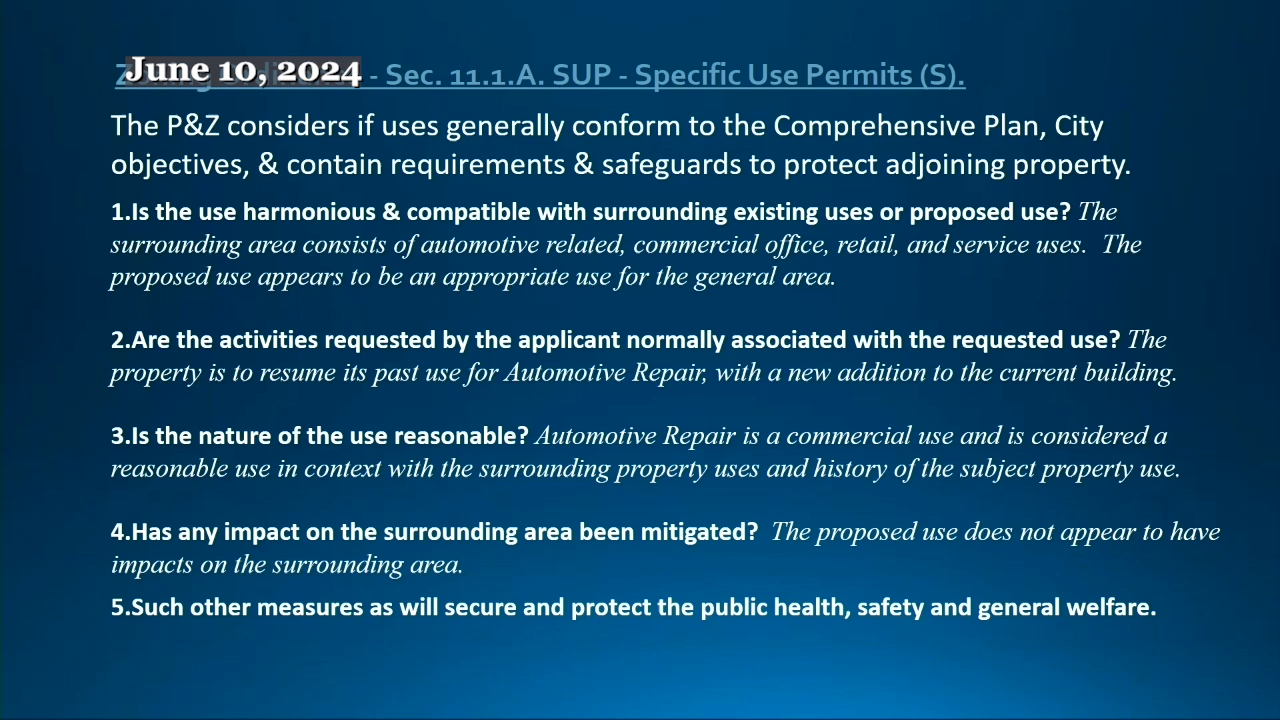 June 10, 2024 - Sec. 11.1.A. SUP - Specific Use Permits (S).
The P&Z considers if uses generally conform to the Comprehensive Plan, City
objectives, & contain requirements & safeguards to protect adjoining property.
1.Is the use harmonious & compatible with surrounding existing uses or proposed use? The
surrounding area consists of automotive related, commercial office, retail, and service uses. The
proposed use appears to be an appropriate use for the general area.
2.Are the activities requested by the applicant normally associated with the requested use? The
property is to resume its past use for Automotive Repair, with a new addition to the current building.
3.Is the nature of the use reasonable? Automotive Repair is a commercial use and is considered a
reasonable use in context with the surrounding property uses and history of the subject property use.
4.Has any impact on the surrounding area been mitigated? The proposed use does not appear to have
impacts on the surrounding area.
5.Such other measures as will secure and protect the public health, safety and general welfare.